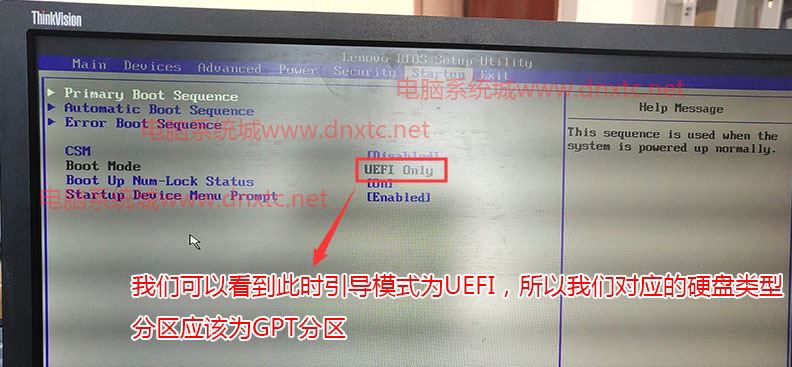 ThinkVision
Lenovo BIOS Setup Utility
Main Devices Advanced Power Security Startup Exit
电脑系统城www.dnxtc.net
Primary Boot Sequence
Automatic Boot Sequence
Error Boot Sequence
电脑系统城www.dnxtc.net
Help Message
This sequence is used when the
system is powered up normally.
CSM [Disabled]
Boot Mode UEFI Only
Boot Up Num-Lock Status [On]
Startup Device Menu Prompt [Enabled]
电脑系统城www.dnxtc.net
我们可以看到此时引导模式为UEFI，所以我们对应的硬盘类型
分区应该为GPT分区